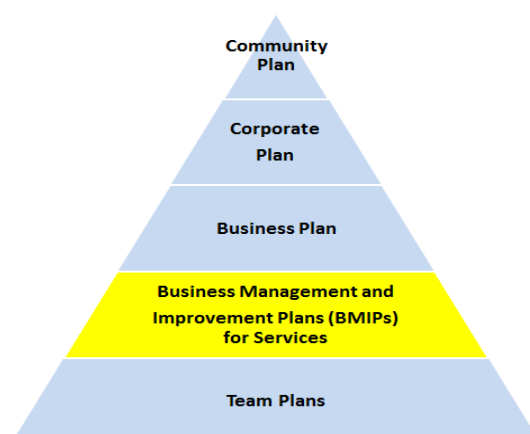 Community
Plan
Corporate
Plan
Business Plan
Business Management and
Improvement Plans (BMIPs)
for Services
Team Plans